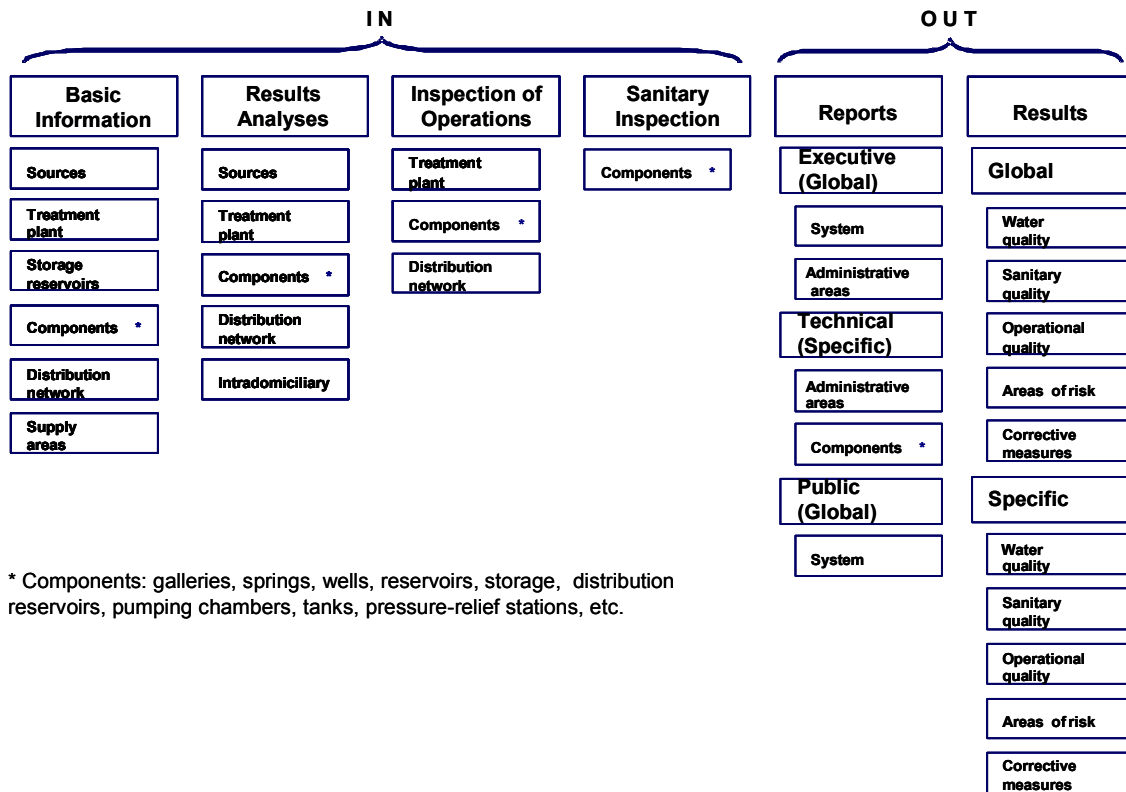 I N
O U T
Basic
Information
Results
Analyses
Inspection of
Operations
Sanitary
Inspection
Reports
Results
Sources
Treatment
plant
Storage
reservoirs
Components *
Distribution
network
Supply
areas
Sources
Treatment
plant
Components *
Distribution
network
Intradomiciliary
Treatment
plant
Components *
Distribution
network
Components *
Executive
(Global)
System
Administrative
areas
Technical
(Specific)
Administrative
areas
Components *
Public
(Global)
System
Global
Water
quality
Sanitary
quality
Operational
quality
Areas of risk
Corrective
measures
Specific
Water
quality
Sanitary
quality
Operational
quality
Areas of risk
Corrective
measures
* Components: galleries, springs, wells, reservoirs, storage, distribution
reservoirs, pumping chambers, tanks, pressure-relief stations, etc.